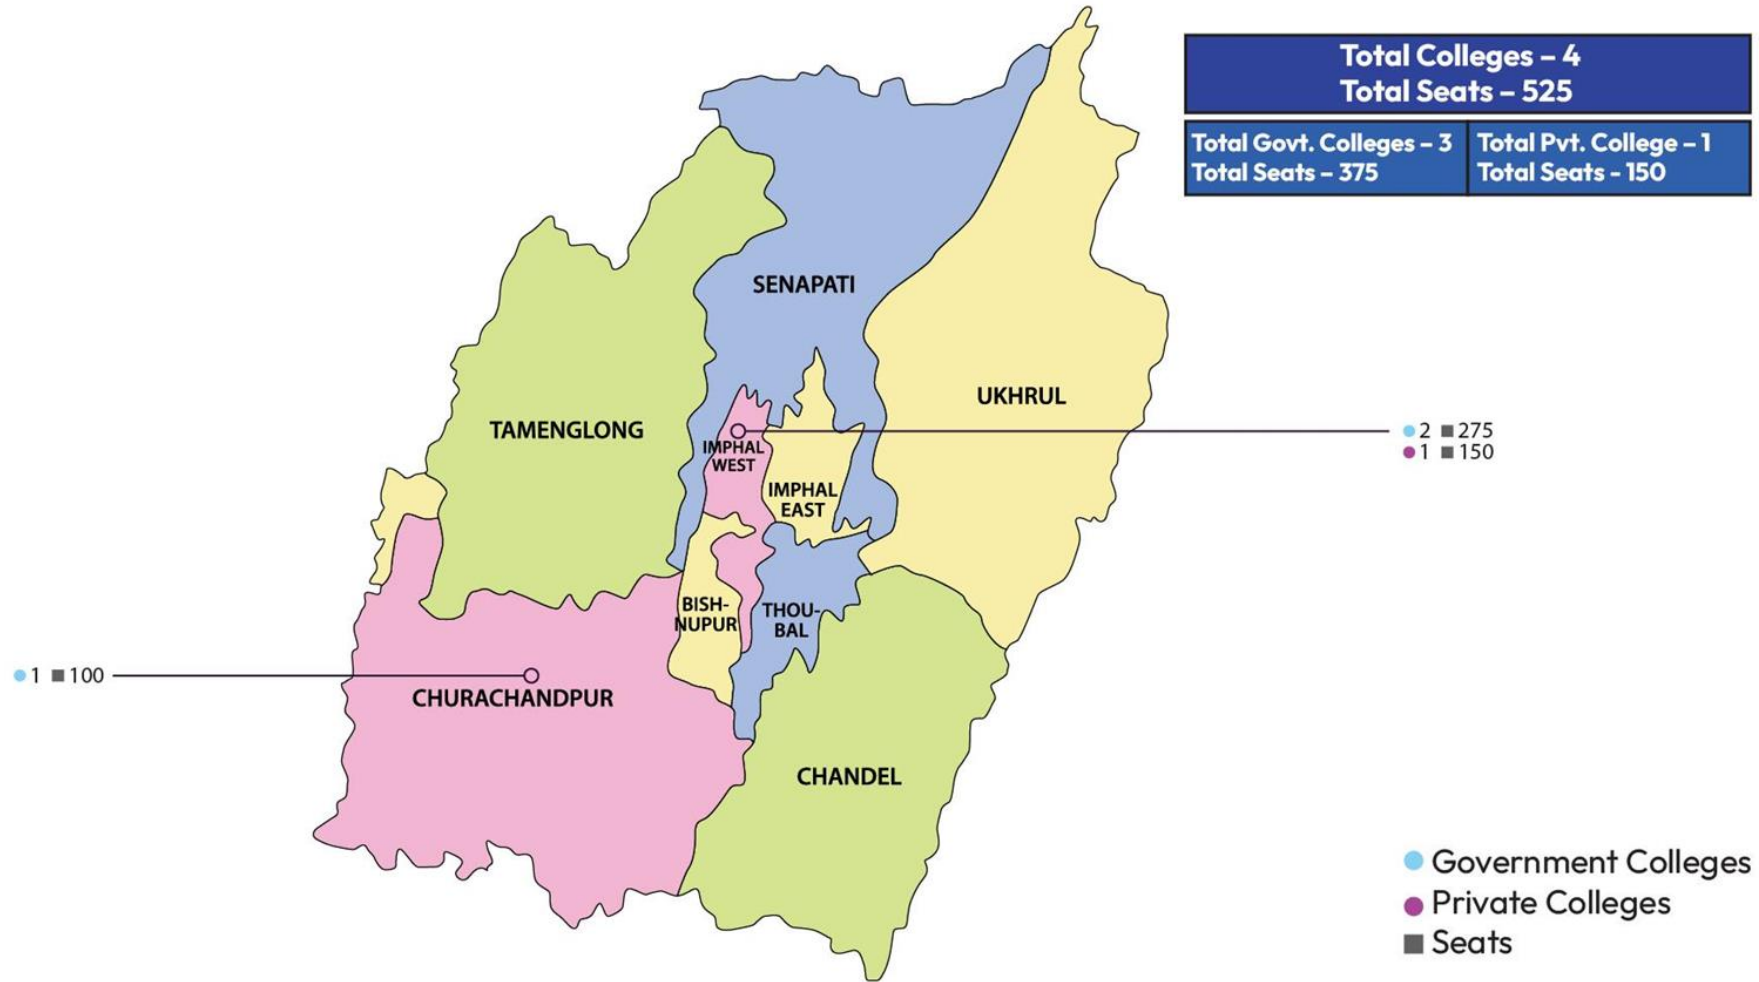 Total Colleges – 4
Total Seats – 525
Total Govt. Colleges – 3
Total Seats – 375
Total Pvt. College – 1
Total Seats - 150
SENAPATI
UKHRUL
TAMENGLONG
2 275
1 150
IMPHAL
WEST
IMPHAL
EAST
BISH-
NUPUR
THOU-
BAL
1 100
CHURACHANDPUR
CHANDEL
Government Colleges
Private Colleges
Seats